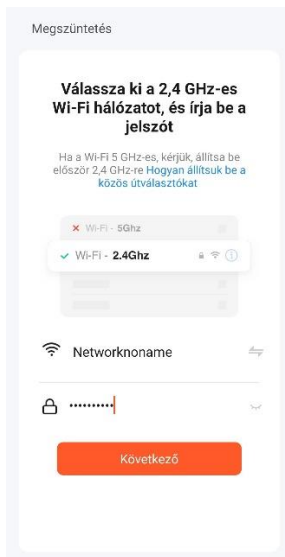 Megszüntetés
Válassza ki a 2,4 GHz-es
Wi-Fi hálózatot, és írja be a
jelszót
Ha a Wi-Fi 5 GHz-es, kérjük, állítsa be
először 2,4 GHz-re Hogyan állítsuk be a
közös útválasztókat
Wi-Fi - 5Ghz
Wi-Fi - 2.4Ghz
Networknoname
••••••••••
Következő